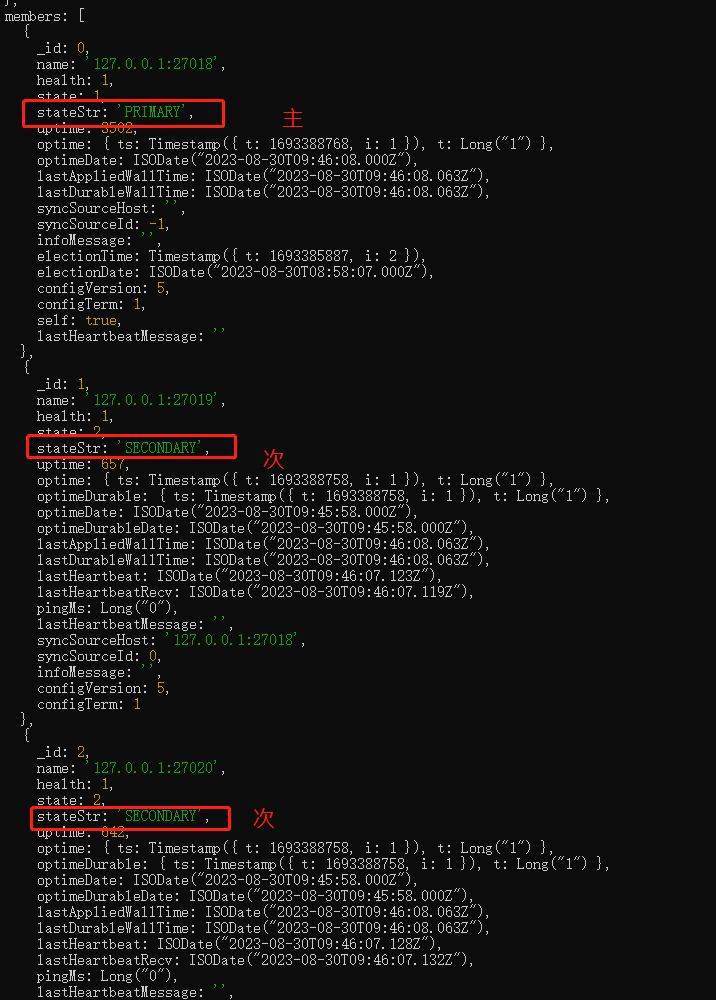 },
members: [
{
_id: 0,
name: '127.0.0.1:27018',
health: 1,
state: 1,
stateStr: 'PRIMARY', 主
uptime: 3502,
optime: { ts: Timestamp({ t: 1693388768, i: 1 }), t: Long("1") },
optimeDate: ISODate("2023-08-30T09:46:08.000Z"),
lastAppliedWallTime: ISODate("2023-08-30T09:46:08.063Z"),
lastDurableWallTime: ISODate("2023-08-30T09:46:08.063Z"),
syncSourceHost: '',
syncSourceId: -1,
infoMessage: '',
electionTime: Timestamp({ t: 1693385887, i: 2 }),
electionDate: ISODate("2023-08-30T08:58:07.000Z"),
configVersion: 5,
configTerm: 1,
self: true,
lastHeartbeatMessage: ''
},
{
_id: 1,
name: '127.0.0.1:27019',
health: 1,
state: 2,
stateStr: 'SECONDARY', 次
uptime: 657,
optime: { ts: Timestamp({ t: 1693388758, i: 1 }), t: Long("1") },
optimeDurable: { ts: Timestamp({ t: 1693388758, i: 1 }), t: Long("1") },
optimeDate: ISODate("2023-08-30T09:45:58.000Z"),
optimeDurableDate: ISODate("2023-08-30T09:45:58.000Z"),
lastAppliedWallTime: ISODate("2023-08-30T09:46:08.063Z"),
lastDurableWallTime: ISODate("2023-08-30T09:46:08.063Z"),
lastHeartbeat: ISODate("2023-08-30T09:46:07.123Z"),
lastHeartbeatRecv: ISODate("2023-08-30T09:46:07.119Z"),
pingMs: Long("0"),
lastHeartbeatMessage: '',
syncSourceHost: '127.0.0.1:27018',
syncSourceId: 0,
infoMessage: '',
configVersion: 5,
configTerm: 1
},
{
_id: 2,
name: '127.0.0.1:27020',
health: 1,
state: 2,
stateStr: 'SECONDARY', 次
uptime: 642,
optime: { ts: Timestamp({ t: 1693388758, i: 1 }), t: Long("1") },
optimeDurable: { ts: Timestamp({ t: 1693388758, i: 1 }), t: Long("1") },
optimeDate: ISODate("2023-08-30T09:45:58.000Z"),
optimeDurableDate: ISODate("2023-08-30T09:45:58.000Z"),
lastAppliedWallTime: ISODate("2023-08-30T09:46:08.063Z"),
lastDurableWallTime: ISODate("2023-08-30T09:46:08.063Z"),
lastHeartbeat: ISODate("2023-08-30T09:46:07.128Z"),
lastHeartbeatRecv: ISODate("2023-08-30T09:46:07.132Z"),
pingMs: Long("0"),
lastHeartbeatMessage: '',